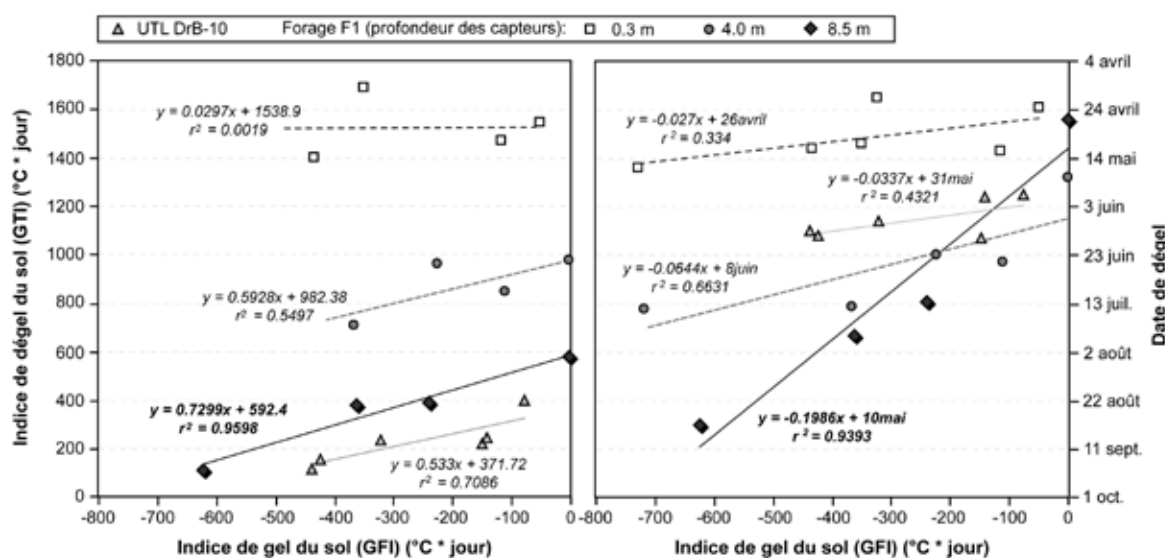 UTL DrB-10 Forage F1 (profondeur des capteurs): 0.3 m 4.0 m 8.5 m
Indice de dégel du sol (GTI) (°C * jour)
1800
1600
1400
1200
1000
800
600
400
200
0
y = 0.0297x + 1538.9
r² = 0.0019
y = 0.5928x + 982.38
r² = 0.5497
y = 0.7299x + 592.4
r² = 0.9598
y = 0.533x + 371.72
r² = 0.7086
-800 -700 -600 -500 -400 -300 -200 -100 0
Indice de gel du sol (GFI) (°C * jour)
y = -0.027x + 26avril
r² = 0.334
y = -0.0337x + 31mai
r² = 0.4321
y = -0.0644x + 8juin
r² = 0.6631
y = -0.1986x + 10mai
r² = 0.9393
4 avril
24 avril
14 mai
3 juin
23 juin
13 juil.
2 août
22 août
11 sept.
1 oct.
Date de dégel
-800 -700 -600 -500 -400 -300 -200 -100 0
Indice de gel du sol (GFI) (°C * jour)